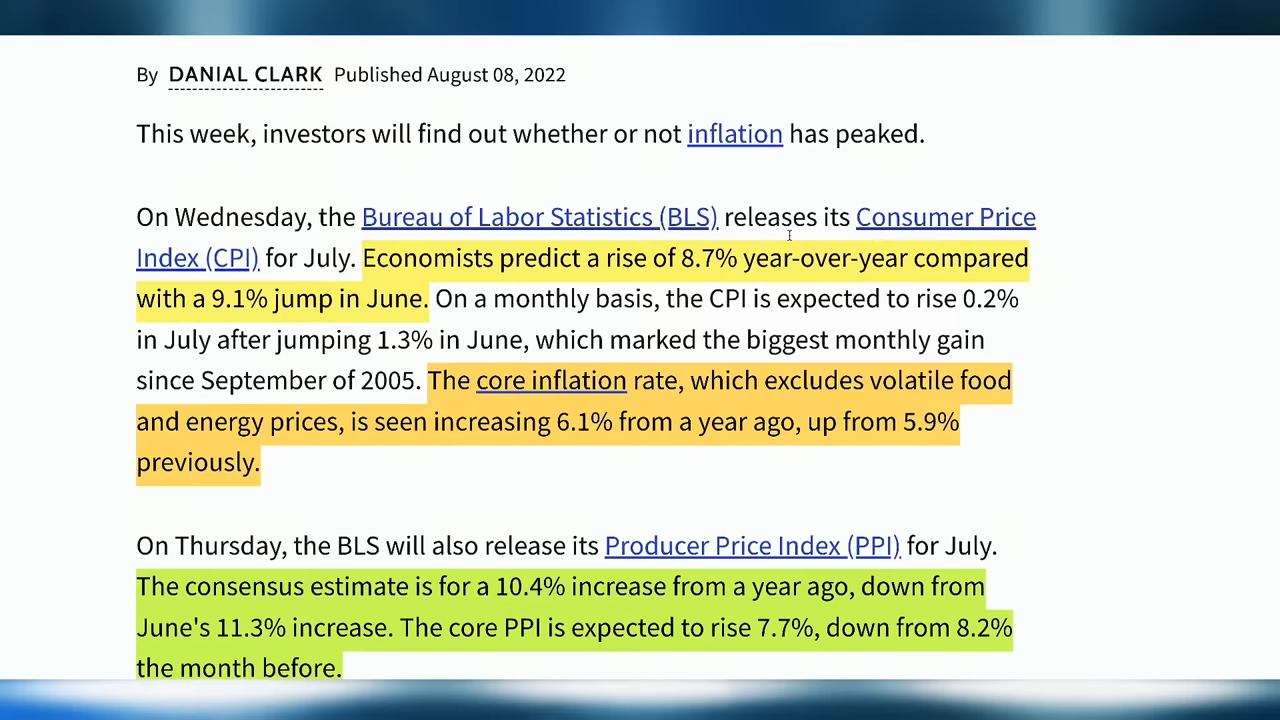 By DANIAL CLARK Published August 08, 2022
This week, investors will find out whether or not inflation has peaked.
On Wednesday, the Bureau of Labor Statistics (BLS) releases its Consumer Price
Index (CPI) for July. Economists predict a rise of 8.7% year-over-year compared
with a 9.1% jump in June. On a monthly basis, the CPI is expected to rise 0.2%
in July after jumping 1.3% in June, which marked the biggest monthly gain
since September of 2005. The core inflation rate, which excludes volatile food
and energy prices, is seen increasing 6.1% from a year ago, up from 5.9%
previously.
On Thursday, the BLS will also release its Producer Price Index (PPI) for July.
The consensus estimate is for a 10.4% increase from a year ago, down from
June's 11.3% increase. The core PPI is expected to rise 7.7%, down from 8.2%
the month before.